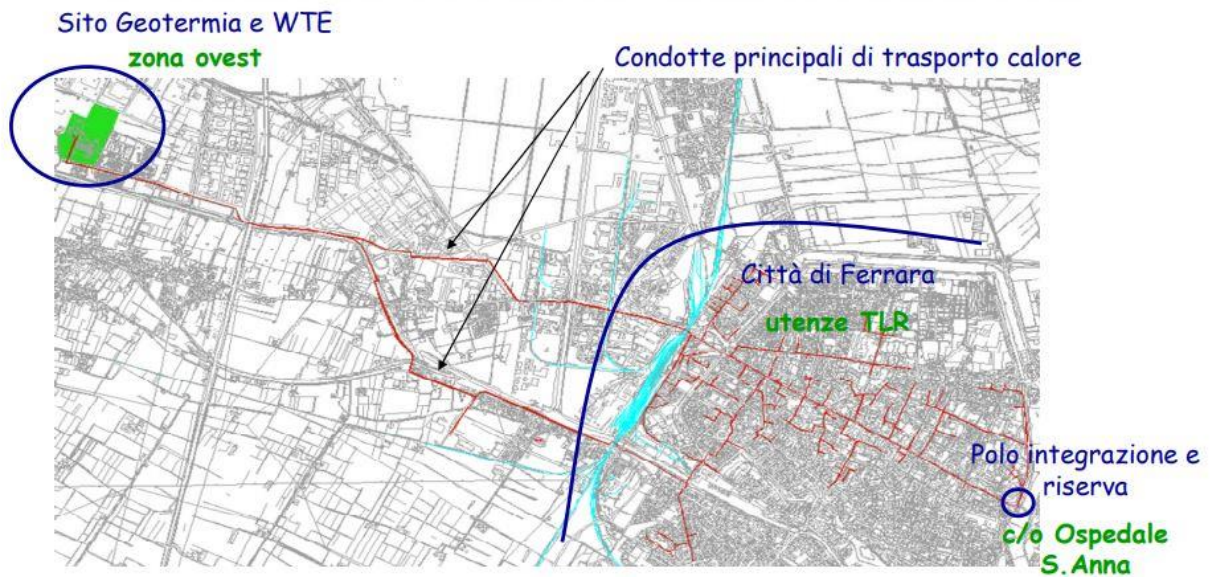 Sito Geotermia e WTE
zona ovest
Condotte principali di trasporto calore
Città di Ferrara
utenze TLR
Polo integrazione e
riserva
c/o Ospedale
S.Anna